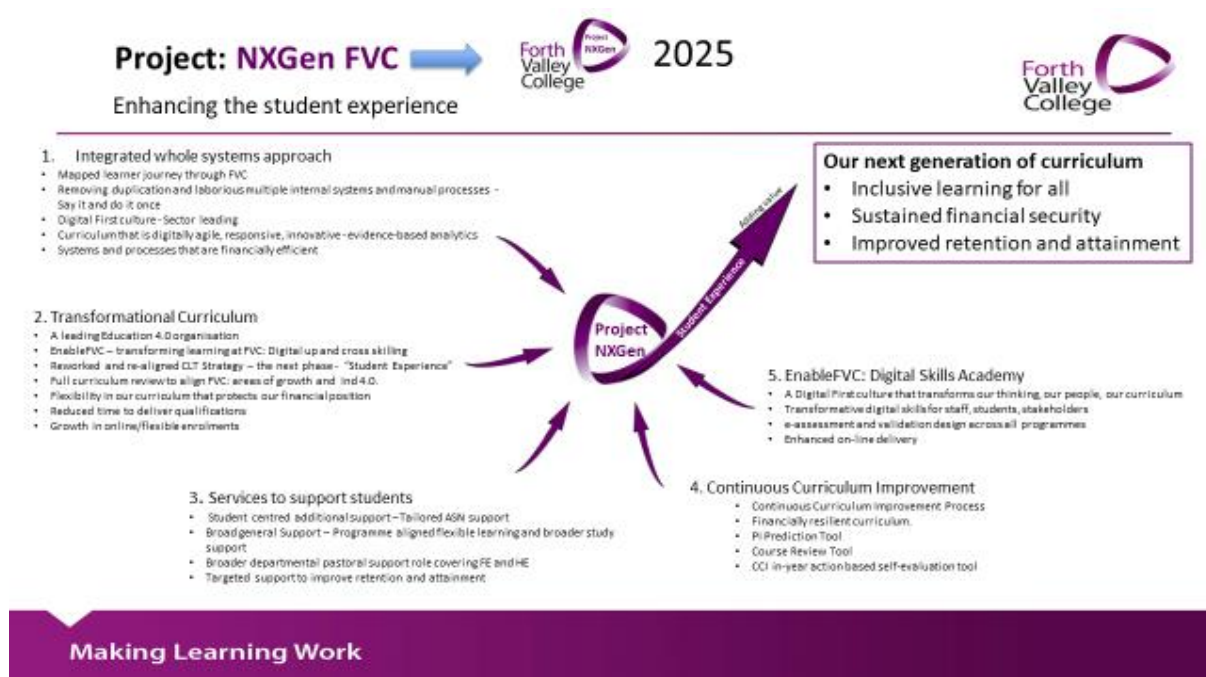 Project: NXGen FVC
Forth
Valley
College
Project
NXGen
2025
Enhancing the student experience
Forth
Valley
College
1. Integrated whole systems approach
• Mapped learner journey through FVC
• Removing duplication and laborious multiple internal systems and manual processes -
Say it and do it once
• Digital First culture - Sector leading
• Curriculum that is digitally agile, responsive, innovative - evidence-based analytics
• Systems and processes that are financially efficient
Our next generation of curriculum
• Inclusive learning for all
• Sustained financial security
• Improved retention and attainment
Adding value
Student Experience
Project
NXGen
2. Transformational Curriculum
• A leading Education 4.0 organisation
• EnableFVC – transforming learning at FVC: Digital up and cross skilling
• Reworked and re-aligned CLT Strategy – the next phase - "Student Experience"
• Full curriculum review to align FVC: areas of growth and Ind 4.0.
• Flexibility in our curriculum that protects our financial position
• Reduced time to deliver qualifications
• Growth in online/flexible enrolments
5. EnableFVC: Digital Skills Academy
• A Digital First culture that transforms our thinking, our people, our curriculum
• Transformative digital skills for staff, students, stakeholders
• e-assessment and validation design across all programmes
• Enhanced on-line delivery
3. Services to support students
• Student centred additional support – Tailored ASN support
• Broad general Support – Programme aligned flexible learning and broader study
support
• Broader departmental pastoral support role covering FE and HE
• Targeted support to improve retention and attainment
4. Continuous Curriculum Improvement
• Continuous Curriculum Improvement Process
• Financially resilient curriculum.
• PI Prediction Tool
• Course Review Tool
• CCI in-year action based self-evaluation tool
Making Learning Work